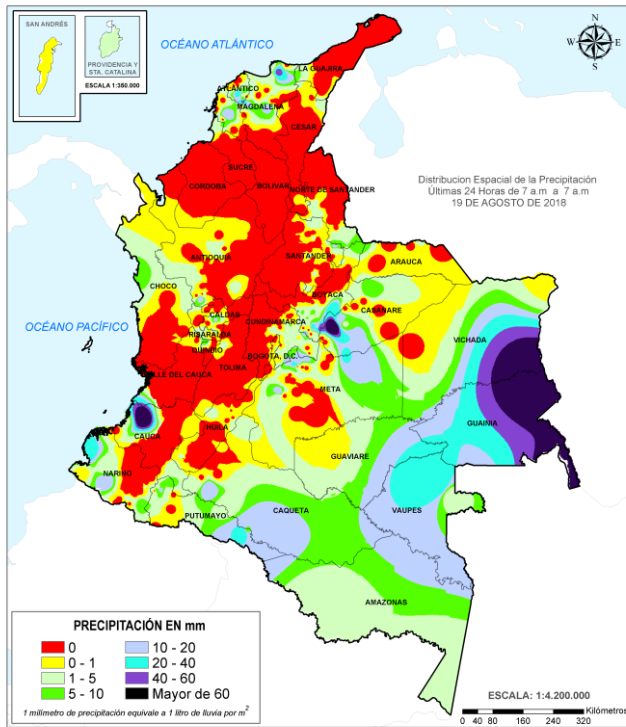 SAN ANDRÉS
PROVIDENCIA Y
STA. CATALINA
ESCALA 1:350.000
OCÉANO ATLÁNTICO
N
W E
S
LA GUAJIRA
ATLÁNTICO
MAGDALENA
CESAR
SUCRE
CORDOBA
BOLIVAR
NORTE DE SANTANDER
Distribucion Espacial de la Precipitación
Últimas 24 Horas de 7 a.m a 7 a.m
19 DE AGOSTO DE 2018
ANTIOQUIA
SANTANDER
ARAUCA
CHOCO
BOYACA
CASANARE
OCÉANO PACÍFICO
CALDAS
CUNDINAMARCA
RISARALDA
VICHADA
QUINDIO
BOGOTA, D.C.
TOLIMA
VALLE DEL CAUCA
META
GUAINIA
CAUCA
HUILA
GUAVIARE
NARIÑO
PUTUMAYO
CAQUETA
VAUPES
AMAZONAS
PRECIPITACIÓN EN mm
0 10 - 20
0 - 1 20 - 40
1 - 5 40 - 60
5 - 10 Mayor de 60
1 milímetro de precipitación equivale a 1 litro de lluvia por m2
ESCALA: 1:4.200.000
Kilómetros
0 40 80 160 240 320